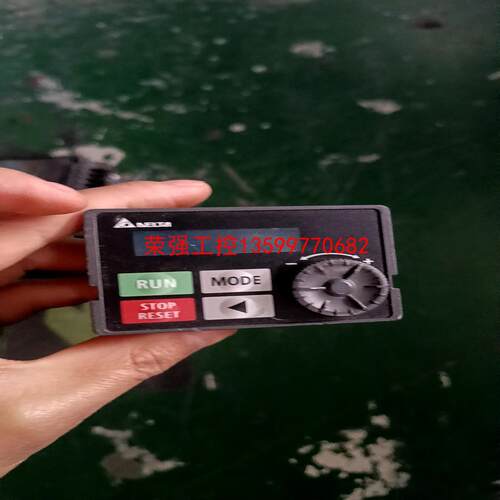 DELTA
荣强工控13599770682
RUN
MODE
STOP
RESET